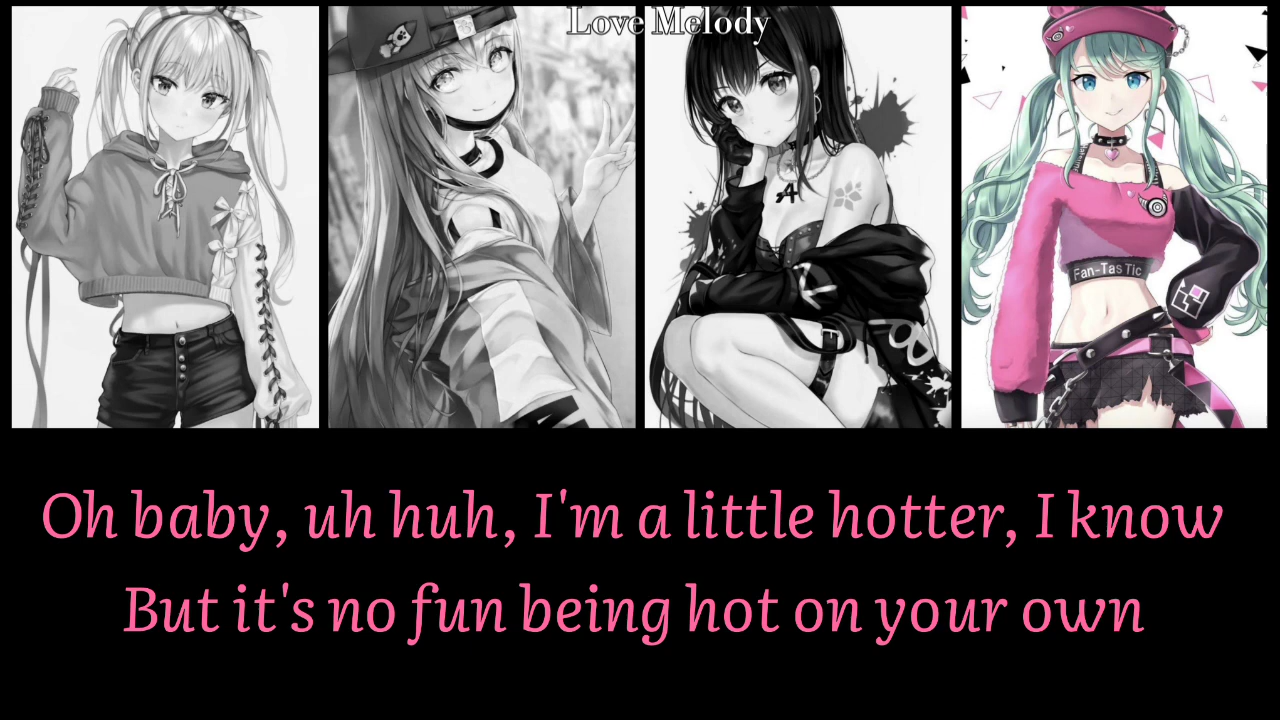 Love Melody
Fan-Tas Tic
Oh baby, uh huh, I'm a little hotter, I know
But it's no fun being hot on your own